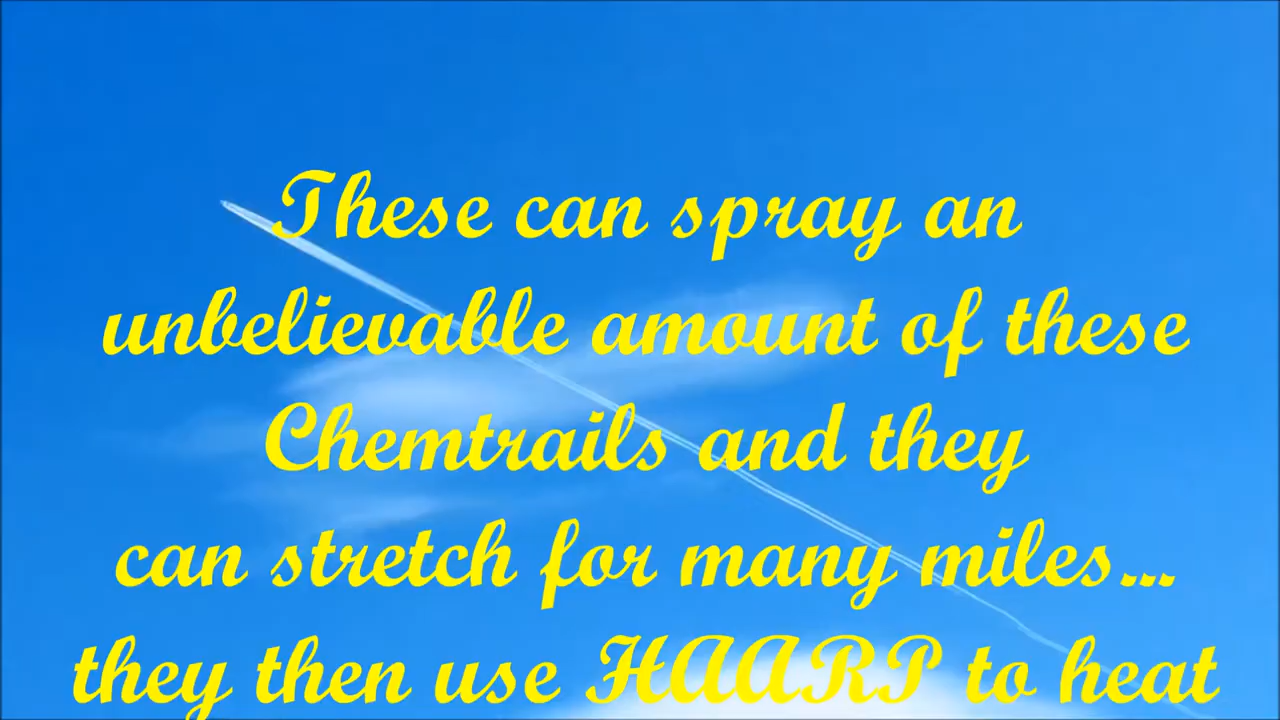 These can spray an
unbelievable amount of these
Chemtrails and they
can stretch for many miles...
they then use HAARP to heat